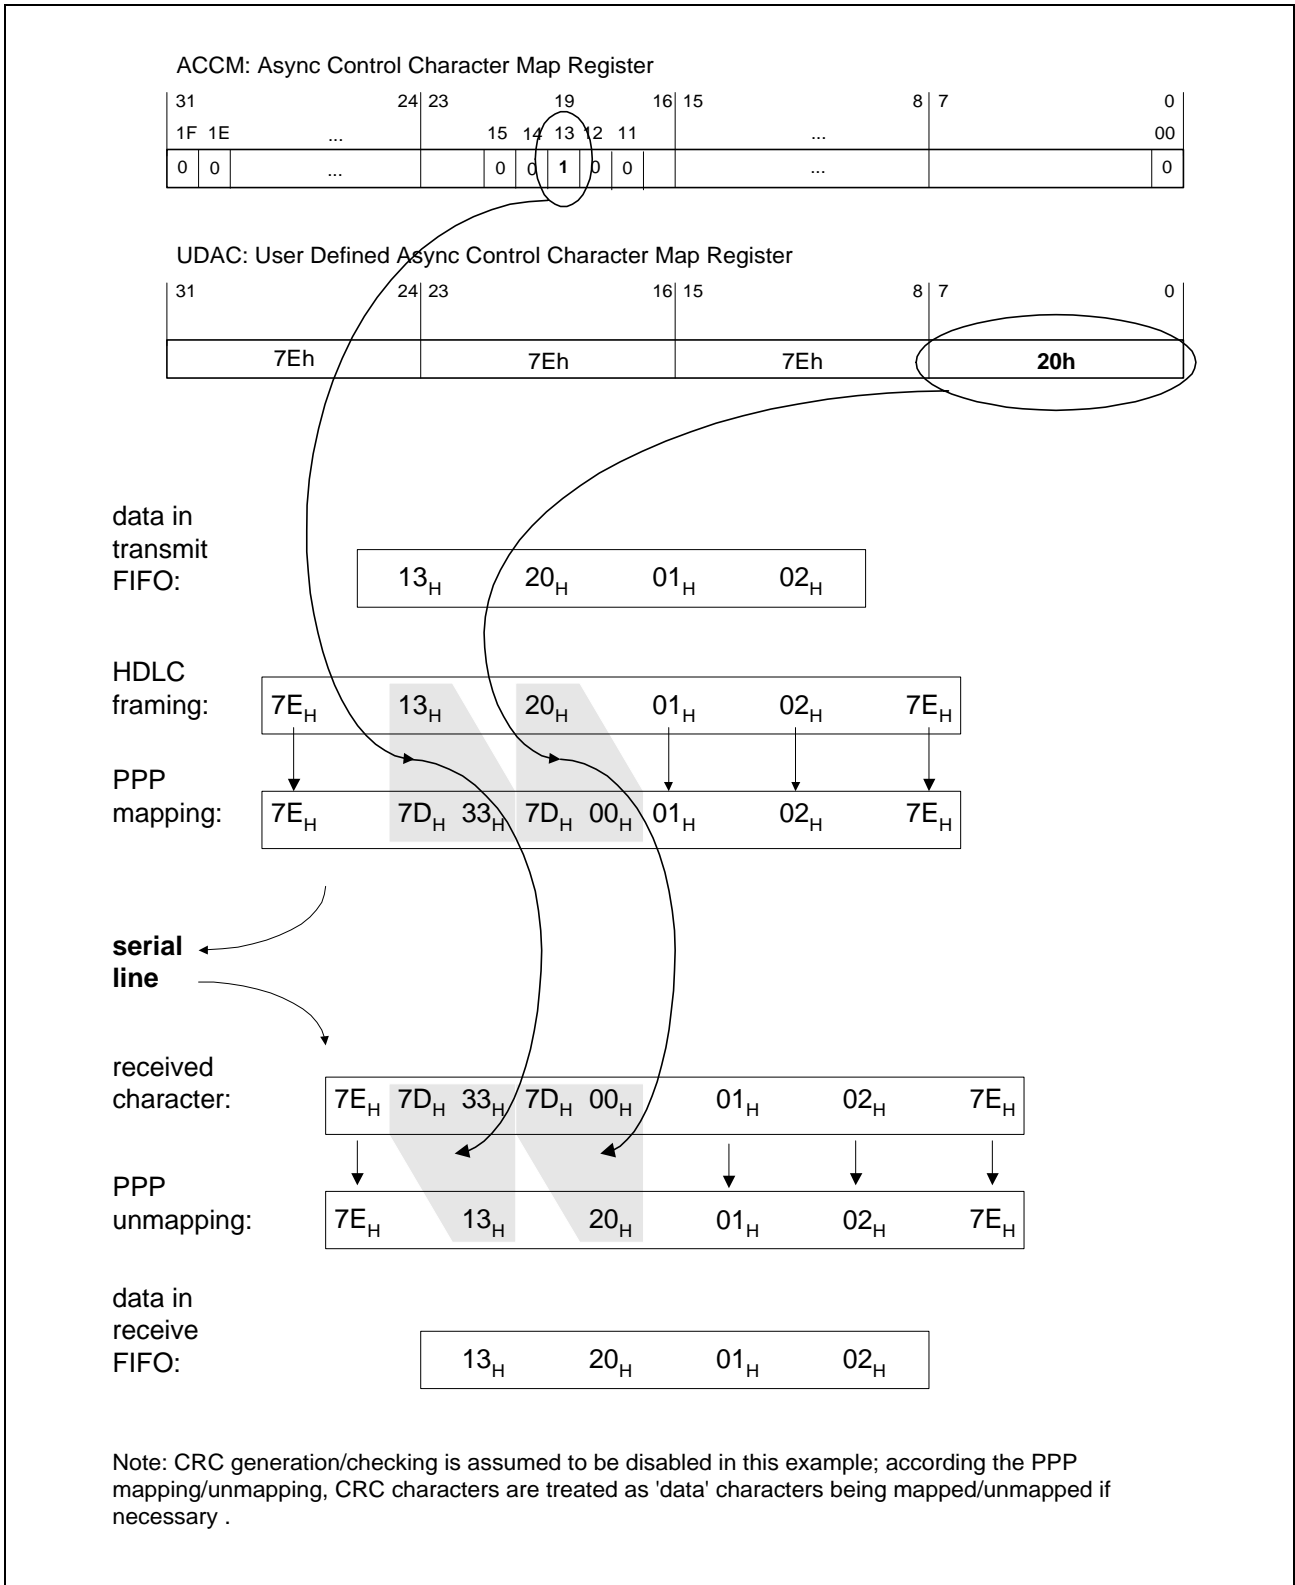 ACCM: Async Control Character Map Register
31 24 23 19 16 15 8 7 0
1F 1E ... 15 14 13 12 11 ... 00
0 0 ... 0 0 1 0 0 ... 0
UDAC: User Defined Async Control Character Map Register
31 24 23 16 15 8 7 0
7Eh 7Eh 7Eh 20h
data in
transmit
FIFO:
13H 20H 01H 02H
HDLC
framing:
7EH 13H 20H 01H 02H 7EH
PPP
mapping:
7EH 7DH 33H 7DH 00H 01H 02H 7EH
serial
line
received
character:
7EH 7DH 33H 7DH 00H 01H 02H 7EH
PPP
unmapping:
7EH 13H 20H 01H 02H 7EH
data in
receive
FIFO:
13H 20H 01H 02H
Note: CRC generation/checking is assumed to be disabled in this example; according the PPP
mapping/unmapping, CRC characters are treated as 'data' characters being mapped/unmapped if
necessary .